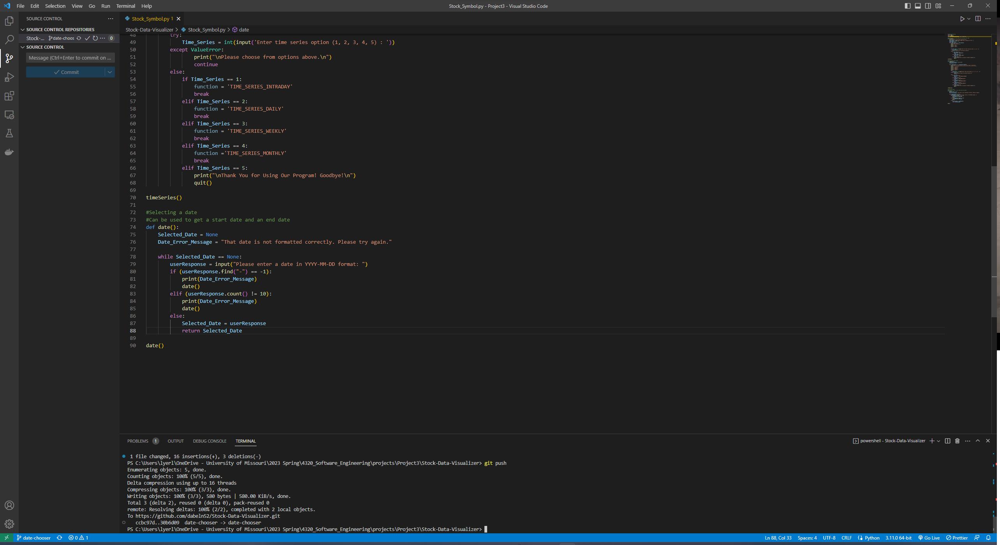 File Edit Selection View Go Run Terminal Help
Stock_Symbol.py - Project3 - Visual Studio Code
SOURCE CONTROL
SOURCE CONTROL REPOSITORIES
Stock-... date-choos 0
SOURCE CONTROL
Message (Ctrl+Enter to commit on ...
Commit
Stock_Symbol.py 1
Stock-Data-Visualizer > Stock_Symbol.py > date
48 try:
49 Time_Series = int(input('Enter time series option (1, 2, 3, 4, 5) : '))
50 except ValueError:
51 print("\nPlease choose from options above.\n")
52 continue
53 else:
54 if Time_Series == 1:
55 function = 'TIME_SERIES_INTRADAY'
56 break
57 elif Time_Series == 2:
58 function = 'TIME_SERIES_DAILY'
59 break
60 elif Time_Series == 3:
61 function = 'TIME_SERIES_WEEKLY'
62 break
63 elif Time_Series == 4:
64 function ='TIME_SERIES_MONTHLY'
65 break
66 elif Time_Series == 5:
67 print("\nThank You for Using Our Program! Goodbye!\n")
68 quit()
69
70 timeSeries()
71
72 #Selecting a date
73 #Can be used to get a start date and an end date
74 def date():
75 Selected_Date = None
76 Date_Error_Message = "That date is not formatted correctly. Please try again."
77
78 while Selected_Date == None:
79 userResponse = input("Please enter a date in YYYY-MM-DD format: ")
80 if (userResponse.find("-") == -1):
81 print(Date_Error_Message)
82 date()
83 elif (userResponse.count() != 10):
84 print(Date_Error_Message)
85 date()
86 else:
87 Selected_Date = userResponse
88 return Selected_Date
89
90 date()
PROBLEMS 1 OUTPUT DEBUG CONSOLE TERMINAL
powershell - Stock-Data-Visualizer
1 file changed, 16 insertions(+), 3 deletions(-)
PS C:\Users\lyerl\OneDrive - University of Missouri\2023 Spring\4320_Software_Engineering\projects\Project3\Stock-Data-Visualizer> git push
Enumerating objects: 5, done.
Counting objects: 100% (5/5), done.
Delta compression using up to 16 threads
Compressing objects: 100% (3/3), done.
Writing objects: 100% (3/3), 580 bytes | 580.00 KiB/s, done.
Total 3 (delta 2), reused 0 (delta 0), pack-reused 0
remote: Resolving deltas: 100% (2/2), completed with 2 local objects.
To https://github.com/dabeln52/Stock-Data-Visualizer.git
ccbc97d..30b6d09 date-chooser -> date-chooser
PS C:\Users\lyerl\OneDrive - University of Missouri\2023 Spring\4320_Software_Engineering\projects\Project3\Stock-Data-Visualizer>
date-chooser 0 1
Ln 88, Col 33 Spaces: 4 UTF-8 CRLF Python 3.11.0 64-bit Go Live Prettier